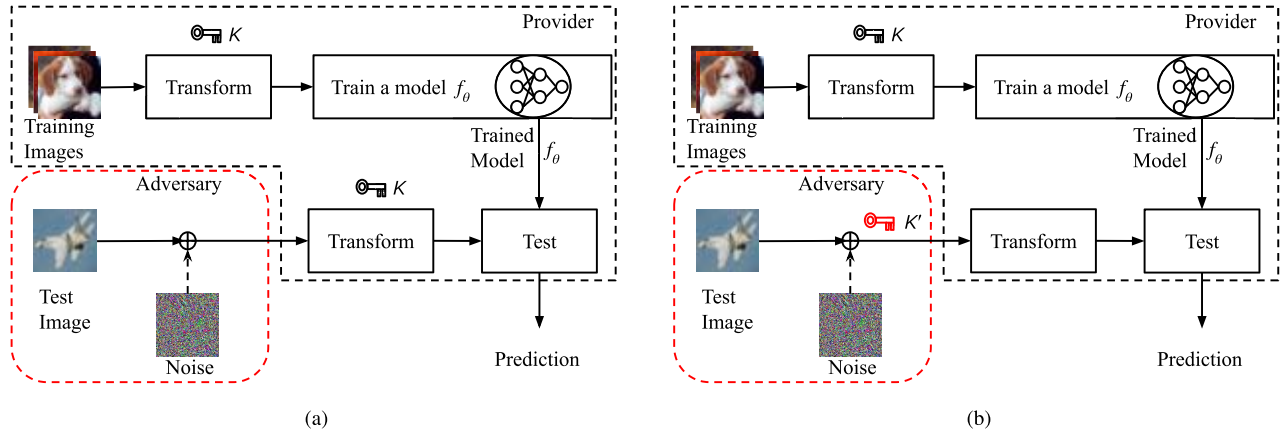 Provider
K
Transform
Train a model fθ
Training
Images
Trained
Model
fθ
Adversary
K
Transform
Test
Test
Image
Noise
Prediction
(a)
Provider
K
Transform
Train a model fθ
Training
Images
Trained
Model
fθ
Adversary
K′
Transform
Test
Test
Image
Noise
Prediction
(b)